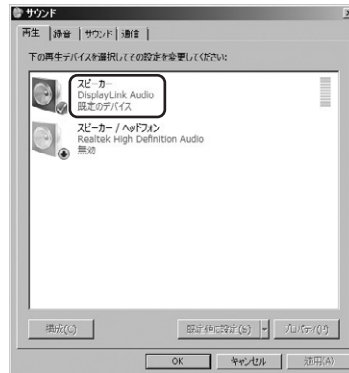 サウンド
再生 録音 サウンド 通信
下の再生デバイスを選択してその設定を変更してください:
スピーカー
DisplayLink Audio
既定のデバイス
スピーカー / ヘッドフォン
Realtek High Definition Audio
無効
構成(C) 既定値に設定(S) プロパティ(P)
OK キャンセル 適用(A)